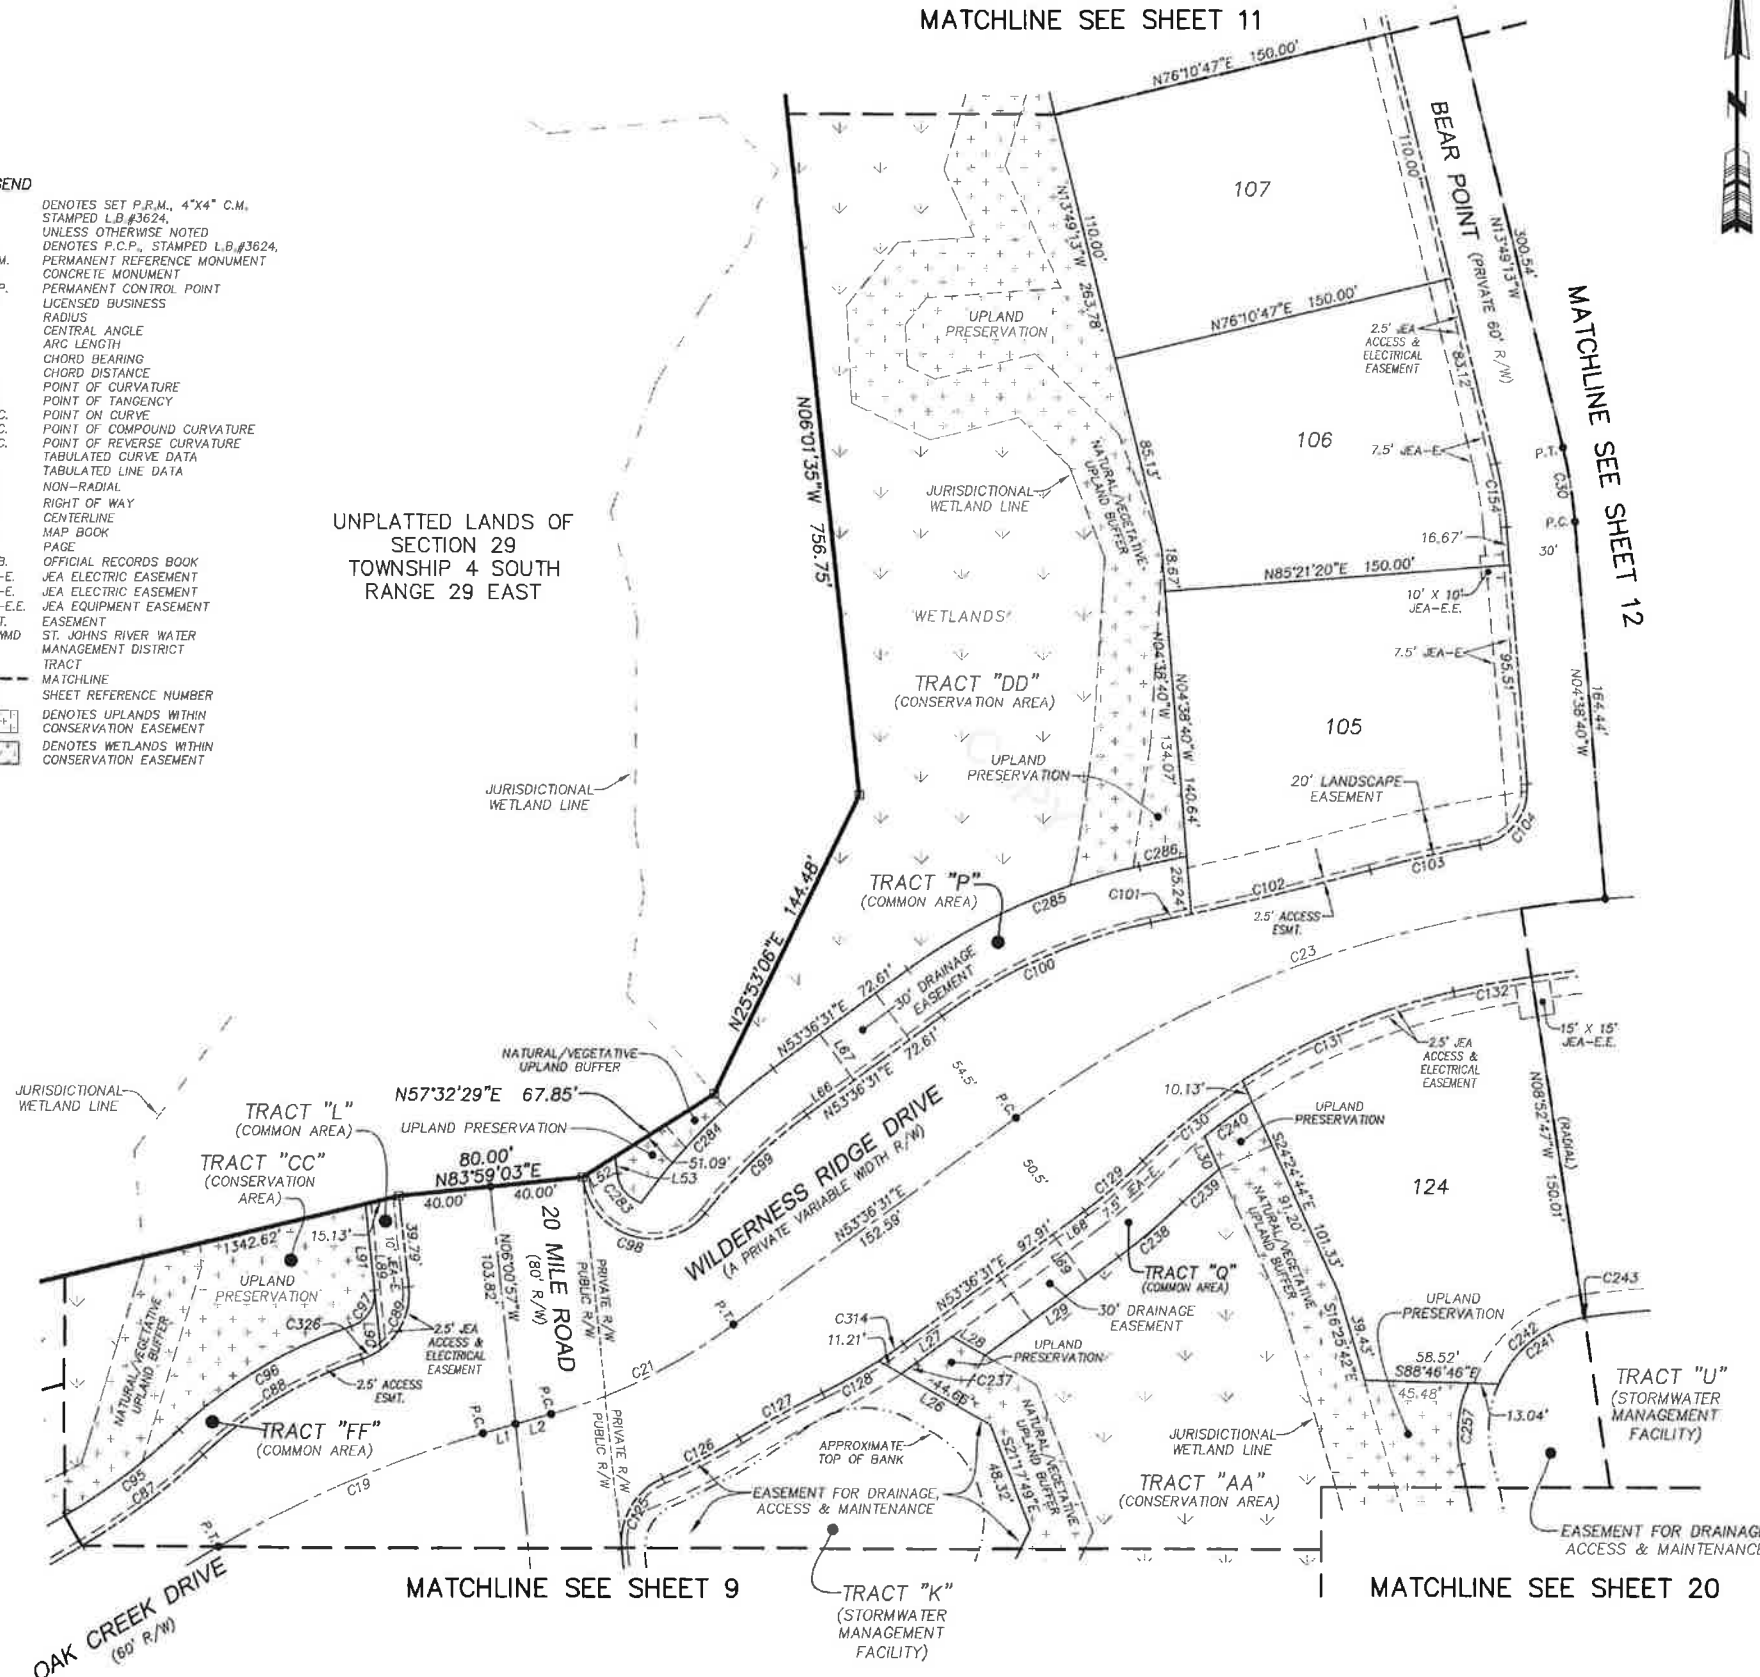 MATCHLINE SEE SHEET 11
N76°10'47"E 150.00'
BEAR POINT (PRIVATE 60' R/W)
110.00'
107
N13°49'13"W 263.78'
110.00'
300.54'
N13°49'13"W
MATCHLINE SEE SHEET 12
DENOTES SET P.R.M., 4"X4" C.M.
STAMPED L.B.#3624,
UNLESS OTHERWISE NOTED
DENOTES P.C.P., STAMPED L.B.#3624,
PERMANENT REFERENCE MONUMENT
CONCRETE MONUMENT
PERMANENT CONTROL POINT
LICENSED BUSINESS
RADIUS
CENTRAL ANGLE
ARC LENGTH
CHORD BEARING
CHORD DISTANCE
POINT OF CURVATURE
POINT OF TANGENCY
POINT ON CURVE
POINT OF COMPOUND CURVATURE
POINT OF REVERSE CURVATURE
TABULATED CURVE DATA
TABULATED LINE DATA
NON-RADIAL
RIGHT OF WAY
CENTERLINE
MAP BOOK
PAGE
OFFICIAL RECORDS BOOK
JEA ELECTRIC EASEMENT
JEA ELECTRIC EASEMENT
JEA EQUIPMENT EASEMENT
EASEMENT
ST. JOHNS RIVER WATER
MANAGEMENT DISTRICT
TRACT
MATCHLINE
SHEET REFERENCE NUMBER
DENOTES UPLANDS WITHIN
CONSERVATION EASEMENT
DENOTES WETLANDS WITHIN
CONSERVATION EASEMENT
UNPLATTED LANDS OF
SECTION 29
TOWNSHIP 4 SOUTH
RANGE 29 EAST
N06°01'35"W 756.75'
UPLAND
PRESERVATION
N76°10'47"E 150.00'
2.5' JEA
ACCESS &
ELECTRICAL
EASEMENT
83.12'
106
7.5' JEA-E
P.T.
C30
P.C.
30'
C154
16.67'
85.13'
NATURAL/VEGETATIVE
UPLAND BUFFER
JURISDICTIONAL
WETLAND LINE
18.67'
N85°21'20"E 150.00'
10' X 10'
JEA-E.E.
7.5' JEA-E
95.51'
164.44'
N04°38'40"W
WETLANDS
TRACT "DD"
(CONSERVATION AREA)
N04°38'40"W 134.07'
N04°38'40"W 140.64'
105
UPLAND
PRESERVATION
20' LANDSCAPE
EASEMENT
JURISDICTIONAL
WETLAND LINE
C286
C104
C103
C102
25.24'
C101
2.5' ACCESS
ESMT.
TRACT "P"
(COMMON AREA)
C285
144.48'
N25°53'06"E
C100
C23
N53°36'31"E 72.61'
30' DRAINAGE
EASEMENT
L67
L66
72.61'
N53°36'31"E
C132
15' X 15'
JEA-E.E.
C131
2.5' JEA
ACCESS &
ELECTRICAL
EASEMENT
NATURAL/VEGETATIVE
UPLAND BUFFER
N57°32'29"E 67.85'
UPLAND PRESERVATION
C284
51.09'
L53
L52
C283
C99
C98
54.5'
P.C.
50.5'
WILDERNESS RIDGE DRIVE
(A PRIVATE VARIABLE WIDTH R/W)
N53°36'31"E
152.59'
10.13'
C130
C240
UPLAND
PRESERVATION
L30
C129
7.5' JEA-E
C239
S24°24'44"E 101.33'
91.20'
NATURAL/VEGETATIVE
UPLAND BUFFER
124
N08°52'47"W 150.01'
(RADIAL)
JURISDICTIONAL
WETLAND LINE
TRACT "L"
(COMMON AREA)
TRACT "CC"
(CONSERVATION
AREA)
80.00'
N83°59'03"E
40.00'
40.00'
1342.62'
15.13'
39.79'
10' JEA-E
L91
L89
UPLAND
PRESERVATION
N06°00'57"W
103.82'
20 MILE ROAD
(80' R/W)
PRIVATE R/W
PUBLIC R/W
C97
C89
C326
L90
2.5' JEA
ACCESS &
ELECTRICAL
EASEMENT
C96
C88
2.5' ACCESS
ESMT.
NATURAL/VEGETATIVE
UPLAND BUFFER
TRACT "FF"
(COMMON AREA)
C95
C87
P.T.
C19
P.C.
L1
L2
P.C.
C21
P.T.
PRIVATE R/W
PUBLIC R/W
97.91'
N53°36'31"E
L68
L69
C238
TRACT "Q"
(COMMON AREA)
30' DRAINAGE
EASEMENT
L29
L28
L27
C314
11.21'
UPLAND
PRESERVATION
C237
44.66'
L26
C128
C127
C126
C125
APPROXIMATE
TOP OF BANK
48.32'
S21°17'49"E
NATURAL/VEGETATIVE
UPLAND BUFFER
EASEMENT FOR DRAINAGE,
ACCESS & MAINTENANCE
C243
UPLAND
PRESERVATION
39.43'
S16°25'42"E
58.52'
S88°46'46"E
45.48'
C242
C241
13.04'
C257
TRACT "U"
(STORMWATER
MANAGEMENT
FACILITY)
JURISDICTIONAL
WETLAND LINE
TRACT "AA"
(CONSERVATION AREA)
EASEMENT FOR DRAINAGE
ACCESS & MAINTENANCE
MATCHLINE SEE SHEET 9
TRACT "K"
(STORMWATER
MANAGEMENT
FACILITY)
MATCHLINE SEE SHEET 20
OAK CREEK DRIVE
(60' R/W)